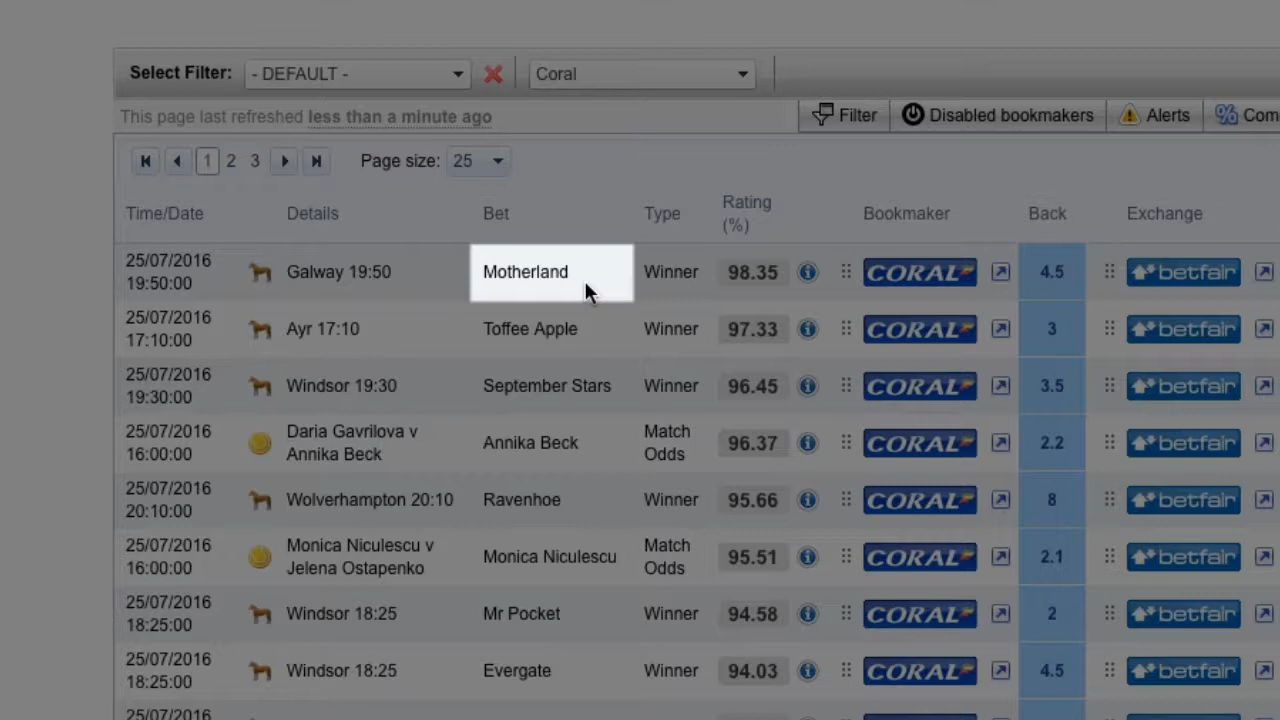 Select Filter: - DEFAULT - Coral
This page last refreshed less than a minute ago Filter Disabled bookmakers Alerts
1 2 3 Page size: 25
Time/Date Details Bet Type Rating (%) Bookmaker Back Exchange
25/07/2016 19:50:00 Galway 19:50 Motherland Winner 98.35 CORAL 4.5 betfair
25/07/2016 17:10:00 Ayr 17:10 Toffee Apple Winner 97.33 CORAL 3 betfair
25/07/2016 19:30:00 Windsor 19:30 September Stars Winner 96.45 CORAL 3.5 betfair
25/07/2016 16:00:00 Daria Gavrilova v Annika Beck Annika Beck Match Odds 96.37 CORAL 2.2 betfair
25/07/2016 20:10:00 Wolverhampton 20:10 Ravenhoe Winner 95.66 CORAL 8 betfair
25/07/2016 16:00:00 Monica Niculescu v Jelena Ostapenko Monica Niculescu Match Odds 95.51 CORAL 2.1 betfair
25/07/2016 18:25:00 Windsor 18:25 Mr Pocket Winner 94.58 CORAL 2 betfair
25/07/2016 18:25:00 Windsor 18:25 Evergate Winner 94.03 CORAL 4.5 betfair
25/07/2016